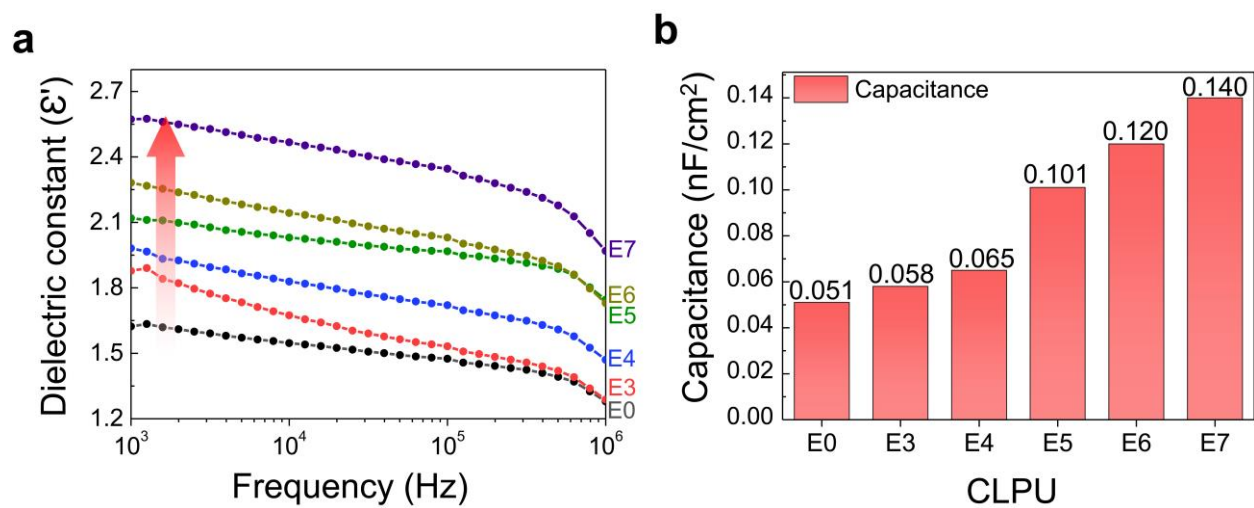 a
Dielectric constant (ε')
2.7
2.4
2.1
1.8
1.5
1.2
10³
10⁴
10⁵
10⁶
Frequency (Hz)
E7
E6
E5
E4
E3
E0
b
Capacitance (nF/cm²)
0.14
0.12
0.10
0.08
0.06
0.04
0.02
0.00
Capacitance
0.051
0.058
0.065
0.101
0.120
0.140
E0
E3
E4
E5
E6
E7
CLPU